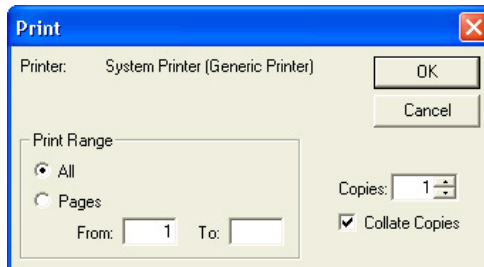 Print
Printer: System Printer (Generic Printer)
OK
Cancel
Print Range
All
Pages
From: 1 To:
Copies: 1
Collate Copies